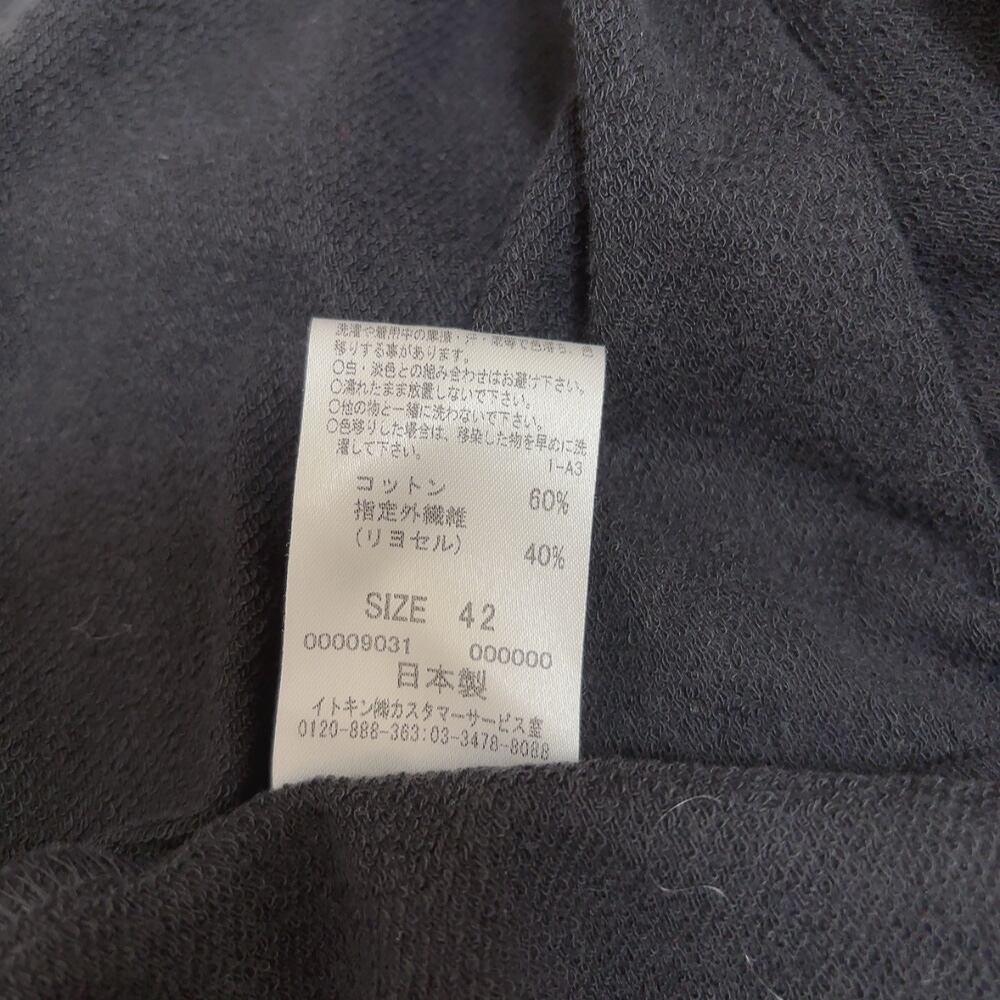 洗濯や着用中の摩擦・汗・取等で色落ち、色
移りする事があります。
○白・淡色との組み合わせはお避け下さい。
○濡れたまま放置しないで下さい。
○他の物と一緒に洗わないで下さい。
○色移りした場合は、移染した物を早めに洗
濯して下さい。
I-A3
コットン 60%
指定外繊維
(リヨセル) 40%
SIZE 42
00009031 000000
日本製
イトキン㈱カスタマーサービス室
0120-888-363:03-3478-8088